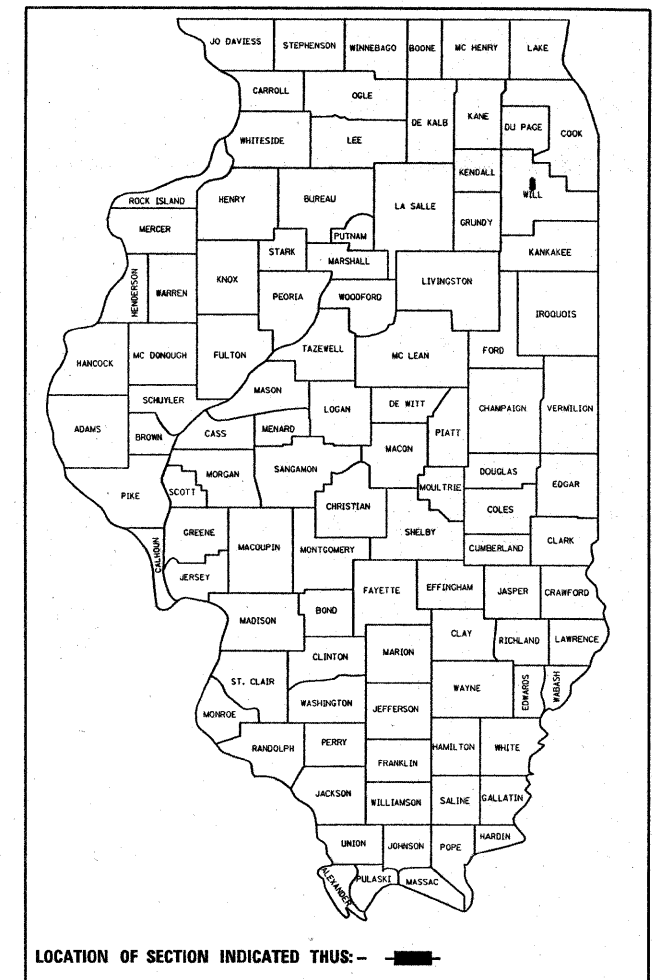 JO DAVIESS STEPHENSON WINNEBAGO BOONE MC HENRY LAKE
CARROLL OGLE
DE KALB KANE DU PAGE COOK
WHITESIDE LEE
KENDALL
ROCK ISLAND HENRY BUREAU LA SALLE GRUNDY WILL
MERCER PUTNAM
STARK MARSHALL KANKAKEE
HENDERSON WARREN KNOX PEORIA WOODFORD LIVINGSTON IROQUOIS
HANCOCK MC DONOUGH FULTON TAZEWELL MC LEAN FORD
SCHUYLER MASON LOGAN DE WITT CHAMPAIGN VERMILION
ADAMS BROWN CASS MENARD MACON PIATT
PIKE SCOTT MORGAN SANGAMON MOULTRIE DOUGLAS EDGAR
CHRISTIAN COLES
CALHOUN GREENE MACOUPIN MONTGOMERY SHELBY CUMBERLAND CLARK
JERSEY FAYETTE EFFINGHAM JASPER CRAWFORD
MADISON BOND
CLINTON MARION CLAY RICHLAND LAWRENCE
ST. CLAIR WASHINGTON WAYNE EDWARDS WABASH
MONROE JEFFERSON
RANDOLPH PERRY FRANKLIN HAMILTON WHITE
JACKSON WILLIAMSON SALINE GALLATIN
UNION JOHNSON POPE HARDIN
ALEXANDER PULASKI MASSAC
LOCATION OF SECTION INDICATED THUS: -